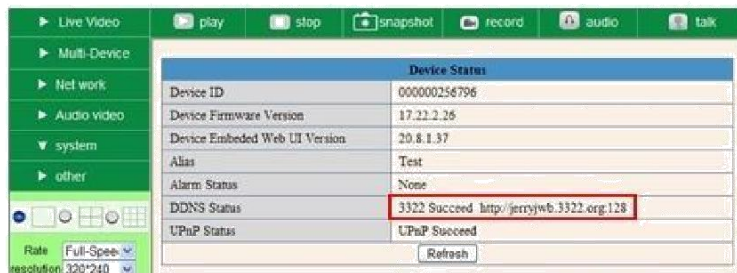 Live Video
play
stop
snapshot
record
audio
talk
Multi-Device
Net work
Audio video
system
other
Device Status
Device ID 000000256796
Device Firmware Version 17.22.2.26
Device Embeded Web UI Version 20.8.1.37
Alias Test
Alarm Status None
DDNS Status 3322 Succeed http://jerryjwb.3322.org:128
UPnP Status UPnP Succeed
Refresh
Rate Full-Spee
resolution 320*240